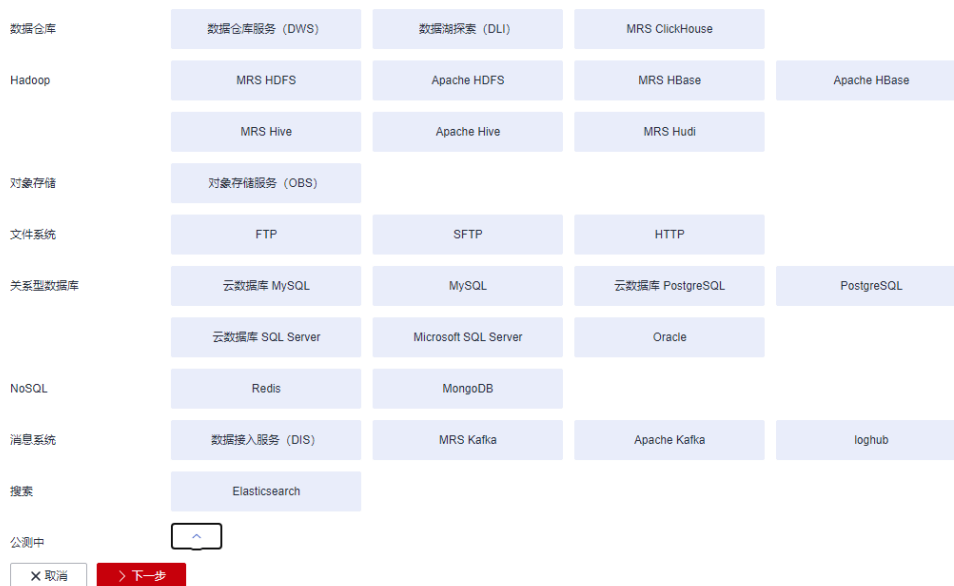 数据仓库 数据仓库服务（DWS） 数据湖探索（DLI） MRS ClickHouse
Hadoop MRS HDFS Apache HDFS MRS HBase Apache HBase
MRS Hive Apache Hive MRS Hudi
对象存储 对象存储服务（OBS）
文件系统 FTP SFTP HTTP
关系型数据库 云数据库 MySQL MySQL 云数据库 PostgreSQL PostgreSQL
云数据库 SQL Server Microsoft SQL Server Oracle
NoSQL Redis MongoDB
消息系统 数据接入服务（DIS） MRS Kafka Apache Kafka loghub
搜索 Elasticsearch
公测中
取消 下一步